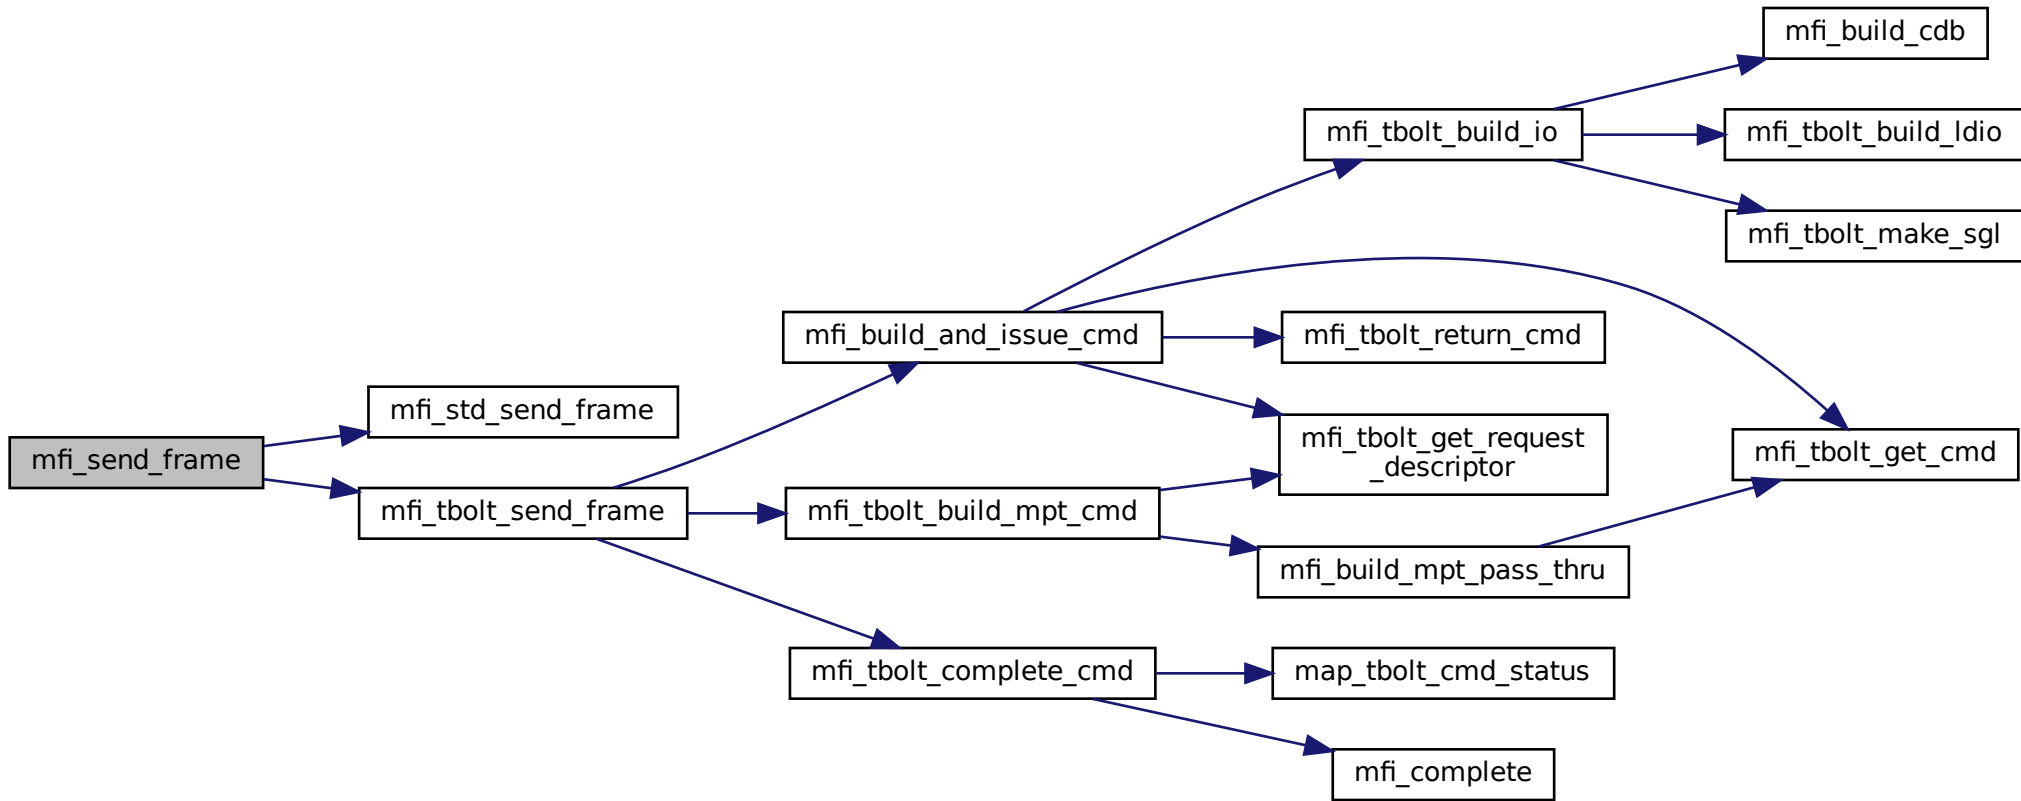 mfi_build_cdb
mfi_tbolt_build_io
mfi_tbolt_build_ldio
mfi_tbolt_make_sgl
mfi_build_and_issue_cmd
mfi_tbolt_return_cmd
mfi_std_send_frame
mfi_tbolt_get_request
_descriptor
mfi_tbolt_get_cmd
mfi_send_frame
mfi_tbolt_send_frame
mfi_tbolt_build_mpt_cmd
mfi_build_mpt_pass_thru
mfi_tbolt_complete_cmd
map_tbolt_cmd_status
mfi_complete